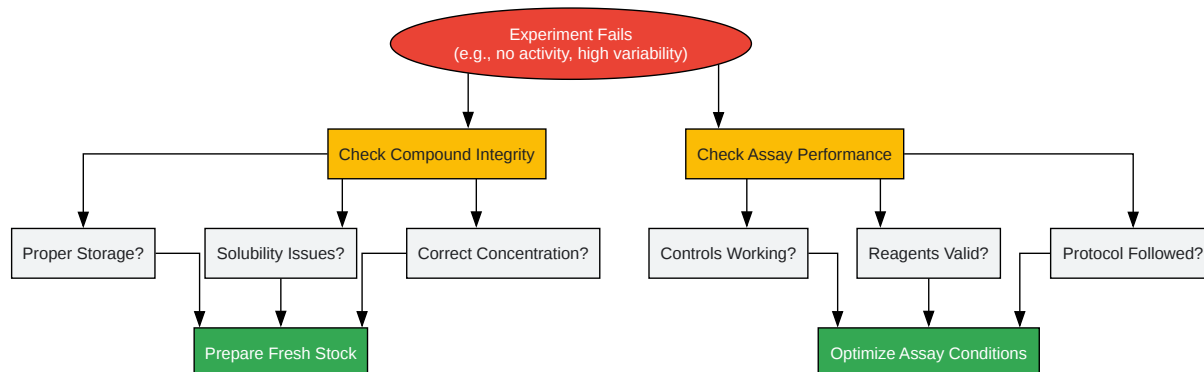 Experiment Fails
(e.g., no activity, high variability)
Check Compound Integrity
Check Assay Performance
Proper Storage?
Solubility Issues?
Correct Concentration?
Controls Working?
Reagents Valid?
Protocol Followed?
Prepare Fresh Stock
Optimize Assay Conditions